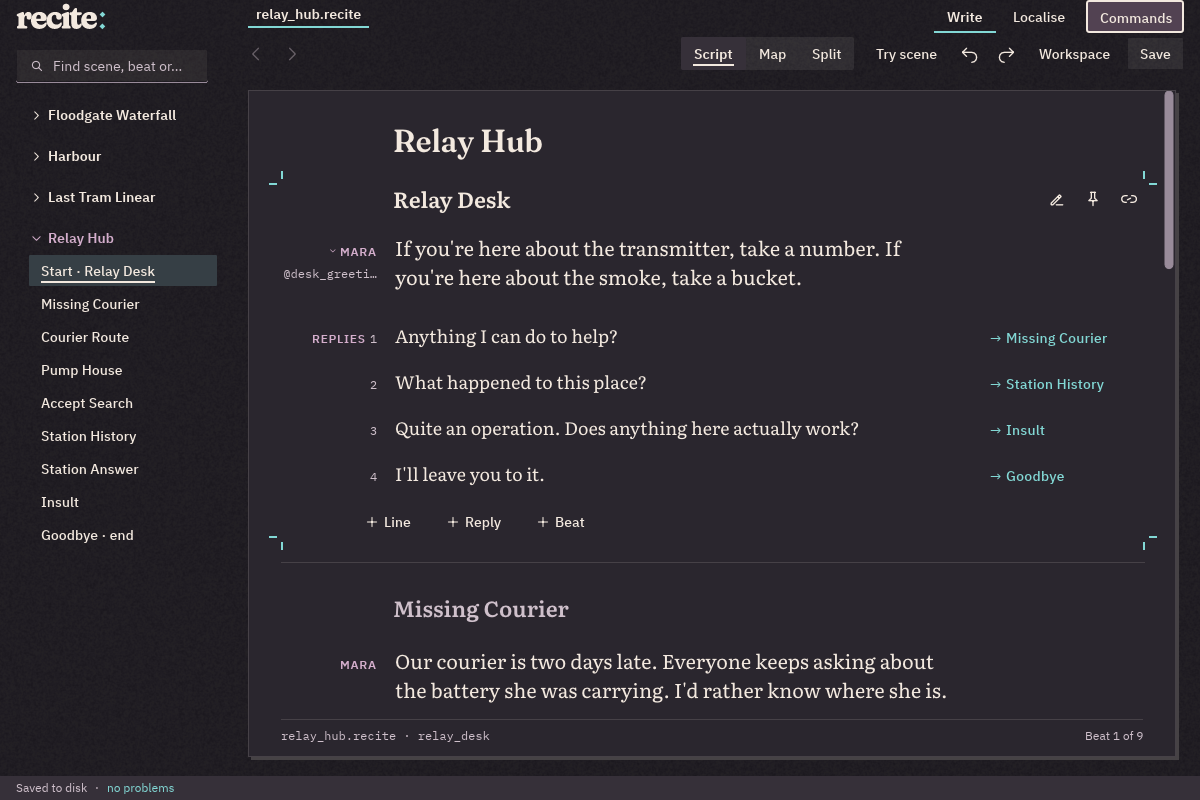 recite:
relay_hub.recite
Write
Localise
Commands
Script
Map
Split
Try scene
Workspace
Save
Find scene, beat or...
Floodgate Waterfall
Harbour
Last Tram Linear
Relay Hub
Start · Relay Desk
Missing Courier
Courier Route
Pump House
Accept Search
Station History
Station Answer
Insult
Goodbye · end
Relay Hub
Relay Desk
MARA
@desk_greeti…
If you're here about the transmitter, take a number. If
you're here about the smoke, take a bucket.
REPLIES 1 Anything I can do to help? → Missing Courier
2 What happened to this place? → Station History
3 Quite an operation. Does anything here actually work? → Insult
4 I'll leave you to it. → Goodbye
+ Line + Reply + Beat
Missing Courier
MARA
Our courier is two days late. Everyone keeps asking about
the battery she was carrying. I'd rather know where she is.
relay_hub.recite · relay_desk
Beat 1 of 9
Saved to disk · no problems